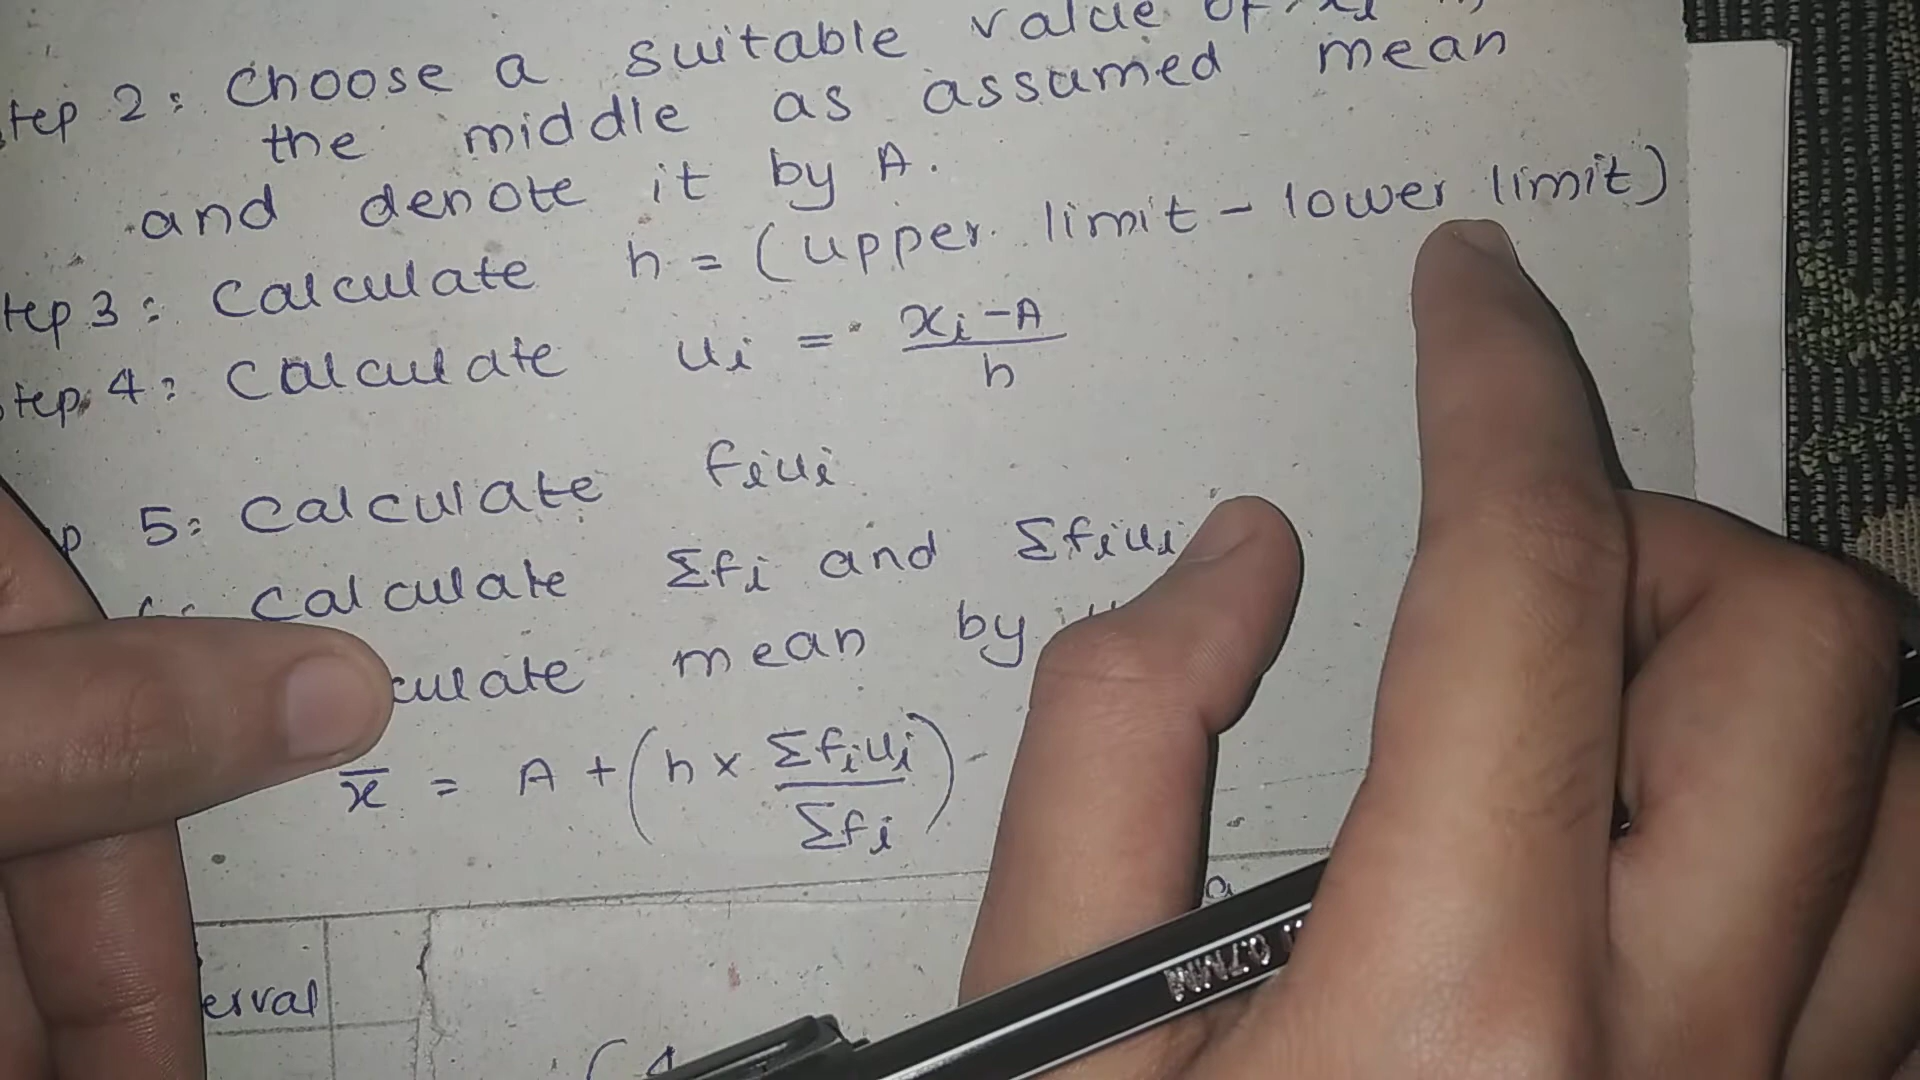 tep 2: Choose a suitable value of xi
the middle as assumed mean
and denote it by A.
tep 3: Calculate h = (upper limit - lower limit)
tep 4: Calculate ui = (xi - A)/h
p 5: Calculate fiui
Calculate Σfi and Σfiui
culate mean by
x̄ = A + (h × Σfiui/Σfi)
erval